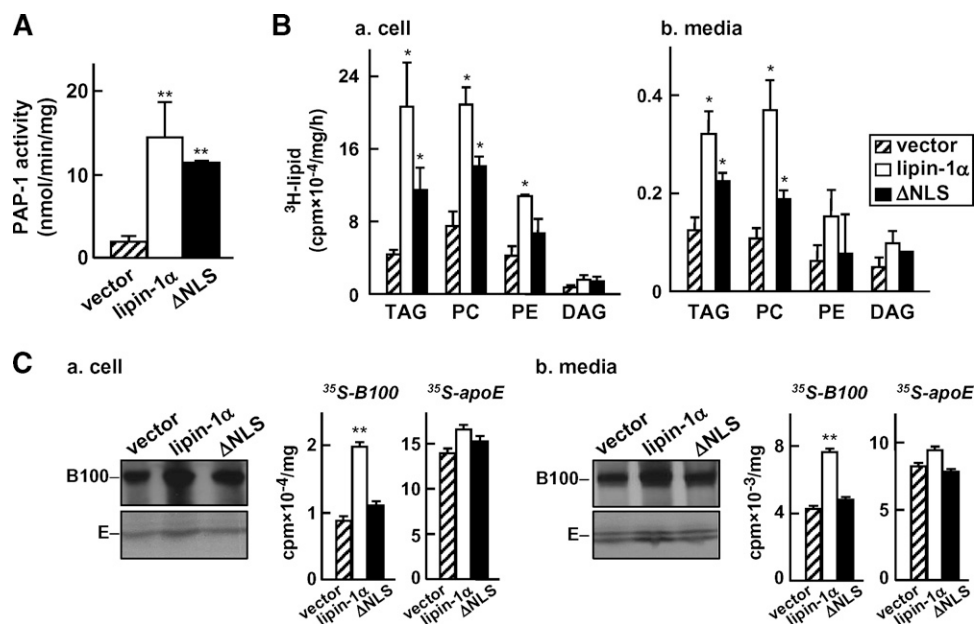 A
PAP-1 activity
(nmol/min/mg)
20
10
0
**
**
vector
lipin-1α
ΔNLS
B
a. cell
³H-lipid
(cpm×10⁻⁴/mg/h)
24
16
8
0
*
*
*
*
*
TAG PC PE DAG
b. media
0.4
0.2
0
*
*
*
*
TAG PC PE DAG
vector
lipin-1α
ΔNLS
C
a. cell
vector lipin-1α ΔNLS
B100–
E–
³⁵S-B100
cpm×10⁻⁴/mg
2
1
0
**
vector
lipin-1α
ΔNLS
³⁵S-apoE
15
10
5
0
vector
lipin-1α
ΔNLS
b. media
vector lipin-1α ΔNLS
B100–
E–
³⁵S-B100
cpm×10⁻³/mg
8
4
0
**
vector
lipin-1α
ΔNLS
³⁵S-apoE
10
5
0
vector
lipin-1α
ΔNLS